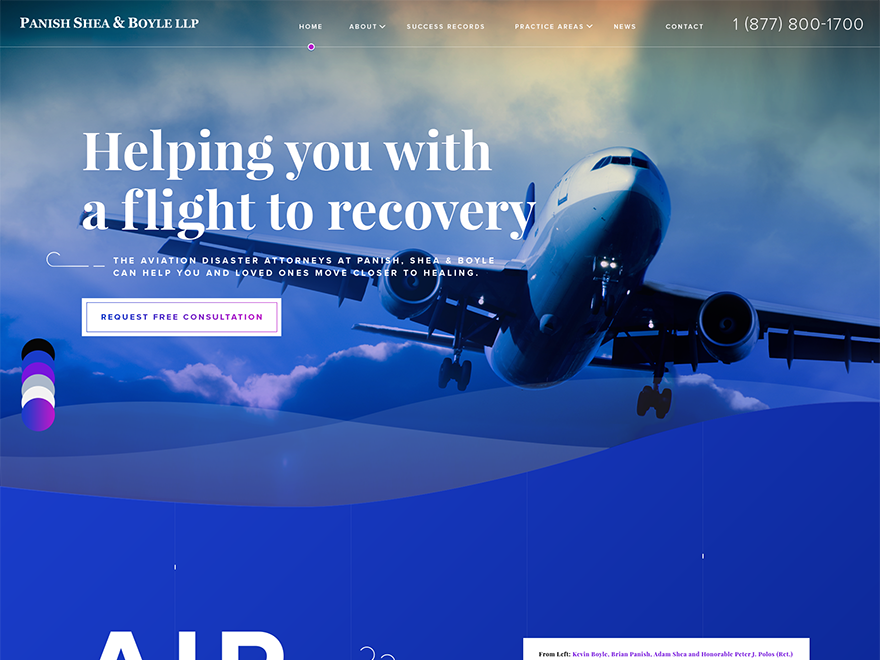 PANISH SHEA & BOYLE LLP
HOME ABOUT SUCCESS RECORDS PRACTICE AREAS NEWS CONTACT 1 (877) 800-1700
Helping you with
a flight to recovery
THE AVIATION DISASTER ATTORNEYS AT PANISH, SHEA & BOYLE
CAN HELP YOU AND LOVED ONES MOVE CLOSER TO HEALING.
REQUEST FREE CONSULTATION
AIR
From Left: Kevin Boyle, Brian Panish, Adam Shea and Honorable Peter J. Polos (Ret.)